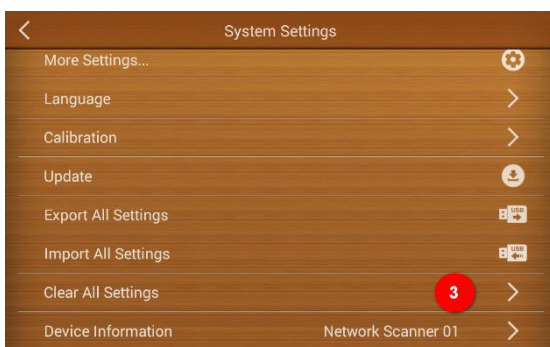 System Settings
More Settings...
Language
Calibration
Update
Export All Settings USB
Import All Settings USB
Clear All Settings 3
Device Information Network Scanner 01